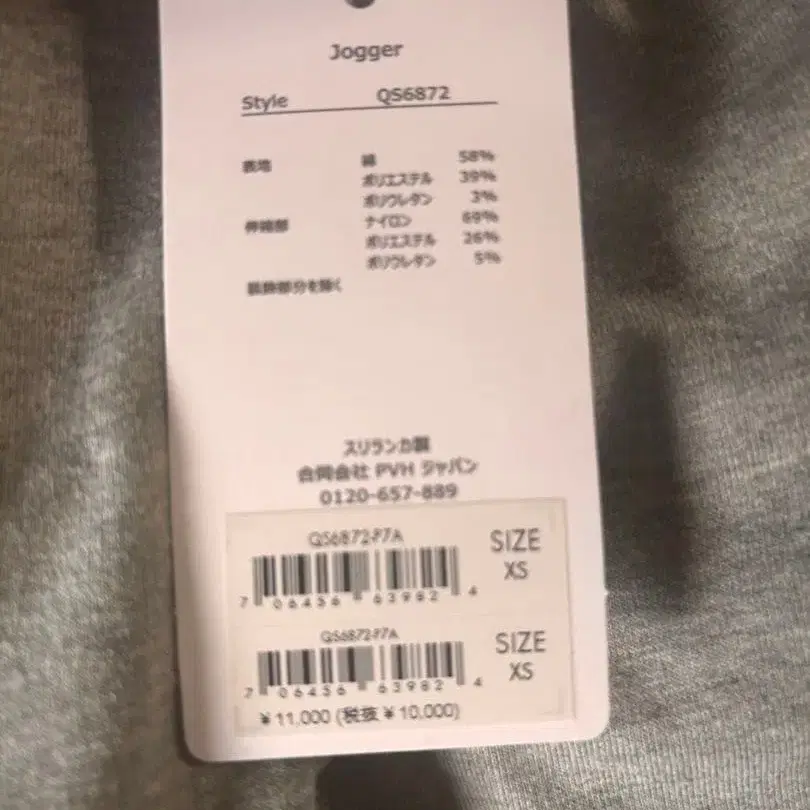 Jogger
Style QS6872
表地 綿 58%
ポリエステル 39%
ポリウレタン 3%
伸縮部 ナイロン 69%
ポリエステル 26%
ポリウレタン 5%
装飾部分を除く
スリランカ製
合同会社 PVH ジャパン
0120-657-889
QS6872-P7A
SIZE
XS
7 06456 63982 4
QS6872-P7A
SIZE
XS
7 06456 63982 4
¥11,000 (税抜¥10,000)